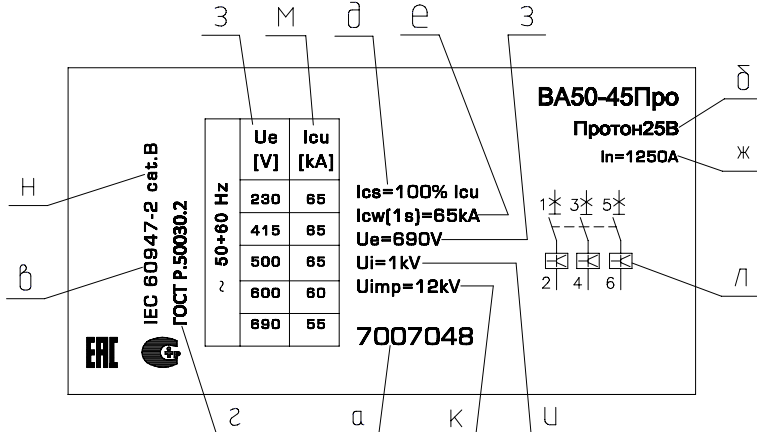 з м д е з
ВА50-45Про
б
Протон25В
In=1250А
ж
Ue [V]
Icu [kA]
230 65
415 65
500 65
600 60
690 55
~ 50+60 Hz
Ics=100% Icu
Icw(1s)=65kA
Ue=690V
Ui=1kV
Uimp=12kV
7007048
1 3 5
2 4 6
л
н
в
IEC 60947-2 cat.B
ГОСТ Р.50030.2
EAC
г а к и